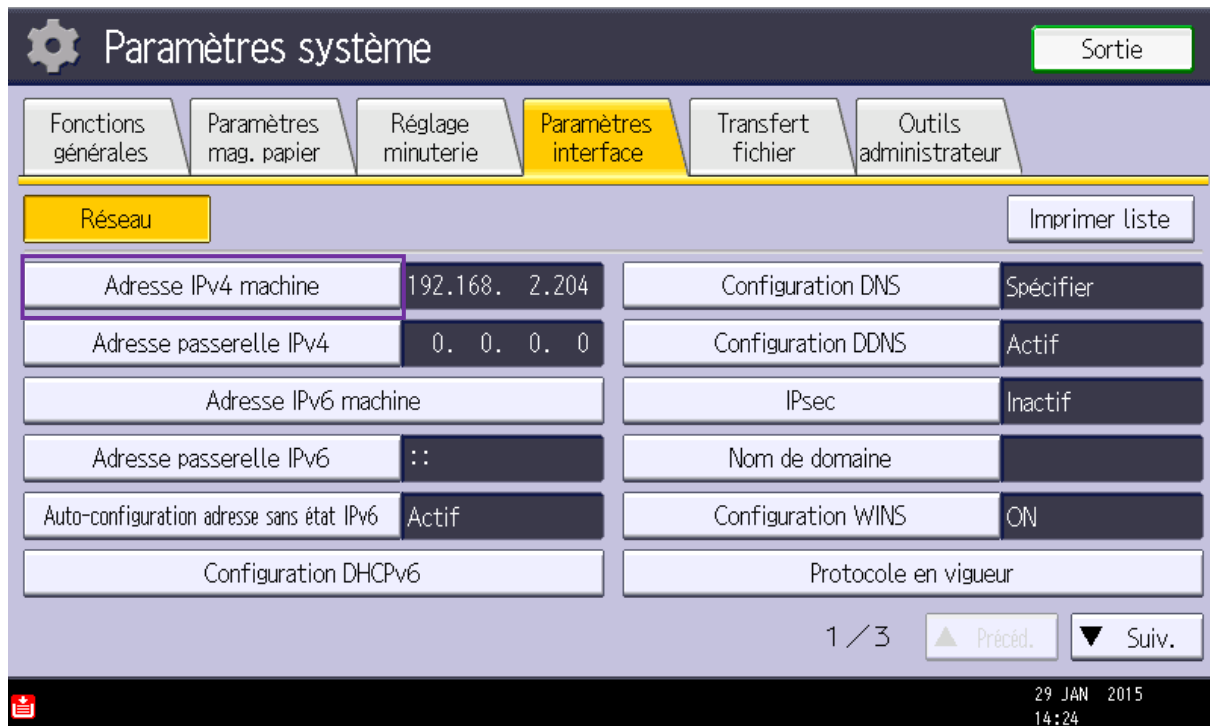 Paramètres système
Sortie
Fonctions générales
Paramètres mag. papier
Réglage minuterie
Paramètres interface
Transfert fichier
Outils administrateur
Réseau
Imprimer liste
Adresse IPv4 machine 192.168. 2.204
Configuration DNS Spécifier
Adresse passerelle IPv4 0. 0. 0. 0
Configuration DDNS Actif
Adresse IPv6 machine
IPsec Inactif
Adresse passerelle IPv6 ::
Nom de domaine
Auto-configuration adresse sans état IPv6 Actif
Configuration WINS ON
Configuration DHCPv6
Protocole en vigueur
1/3
▲ Précéd.
▼ Suiv.
29 JAN 2015
14:24